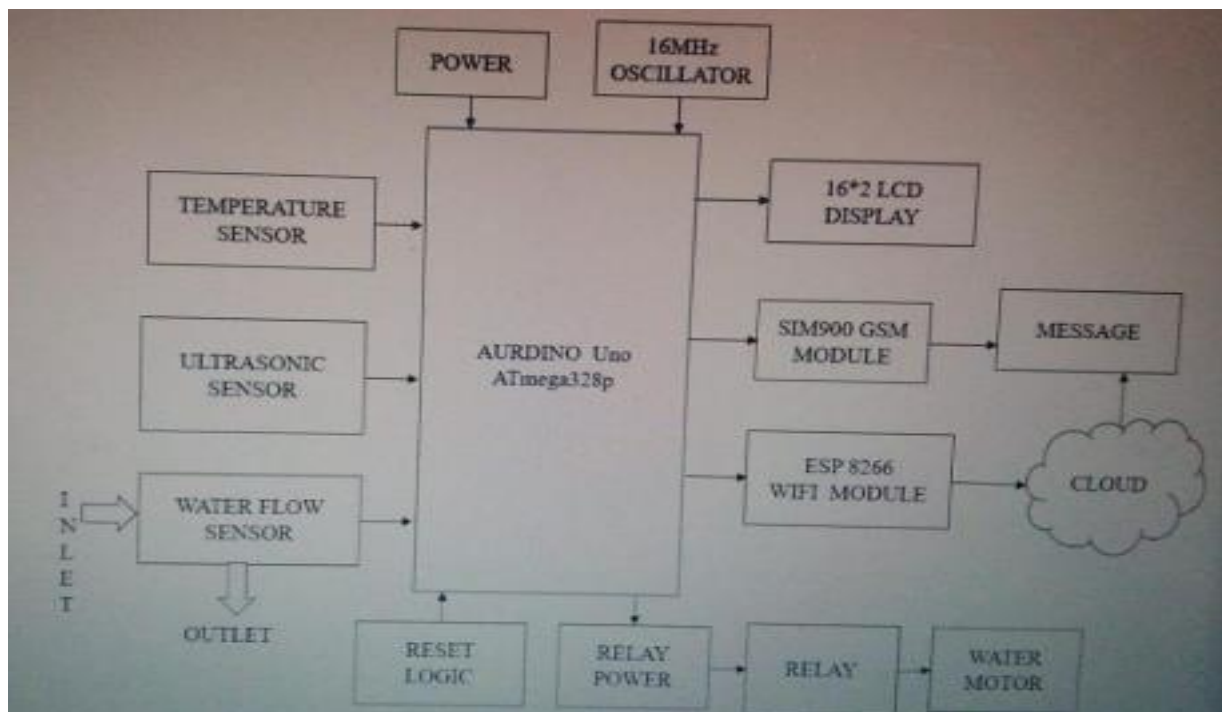 POWER
16MHz
OSCILLATOR
TEMPERATURE
SENSOR
16*2 LCD
DISPLAY
ULTRASONIC
SENSOR
AURDINO Uno
ATmega328p
SIM900 GSM
MODULE
MESSAGE
INLET
WATER FLOW
SENSOR
OUTLET
ESP 8266
WIFI MODULE
CLOUD
RESET
LOGIC
RELAY
POWER
RELAY
WATER
MOTOR